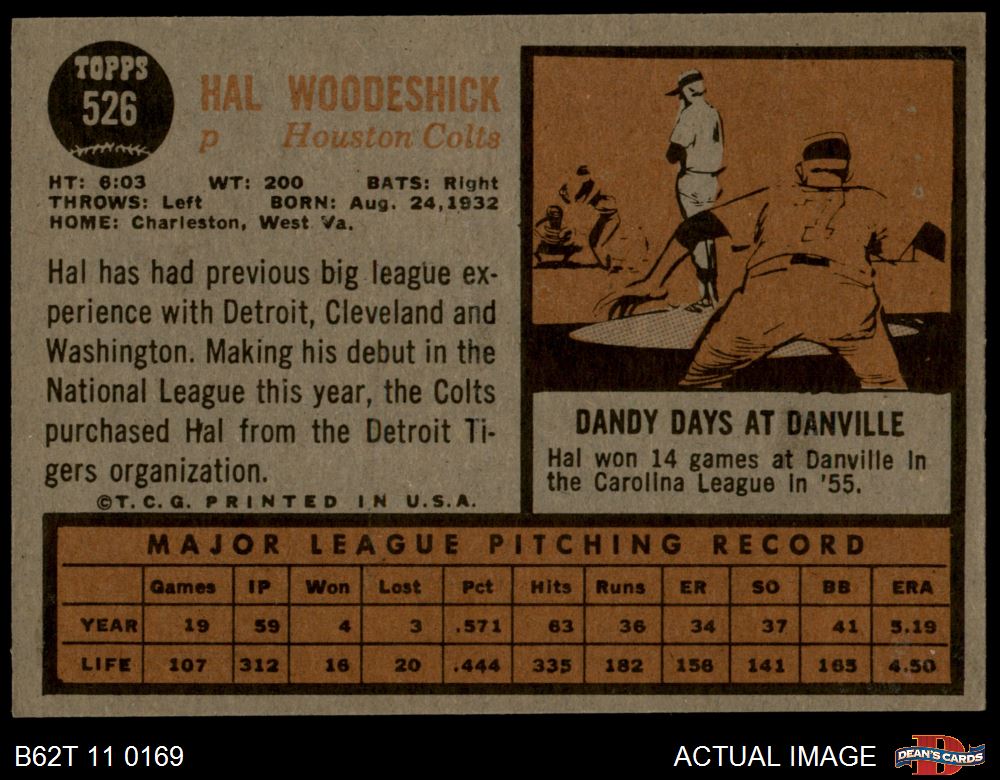 TOPPS
526
HAL WOODESHICK
p Houston Colts
HT: 6:03 WT: 200 BATS: Right
THROWS: Left BORN: Aug. 24,1932
HOME: Charleston, West Va.
Hal has had previous big league ex-
perience with Detroit, Cleveland and
Washington. Making his debut in the
National League this year, the Colts
purchased Hal from the Detroit Ti-
gers organization.
©T.C.G. PRINTED IN U.S.A.
DANDY DAYS AT DANVILLE
Hal won 14 games at Danville in
the Carolina League in '55.
MAJOR LEAGUE PITCHING RECORD
Games IP Won Lost Pct Hits Runs ER SO BB ERA
YEAR 19 59 4 3 .571 63 36 34 37 41 5.19
LIFE 107 312 16 20 .444 335 182 156 141 165 4.50
B62T 11 0169
ACTUAL IMAGE
DEAN'S CARDS